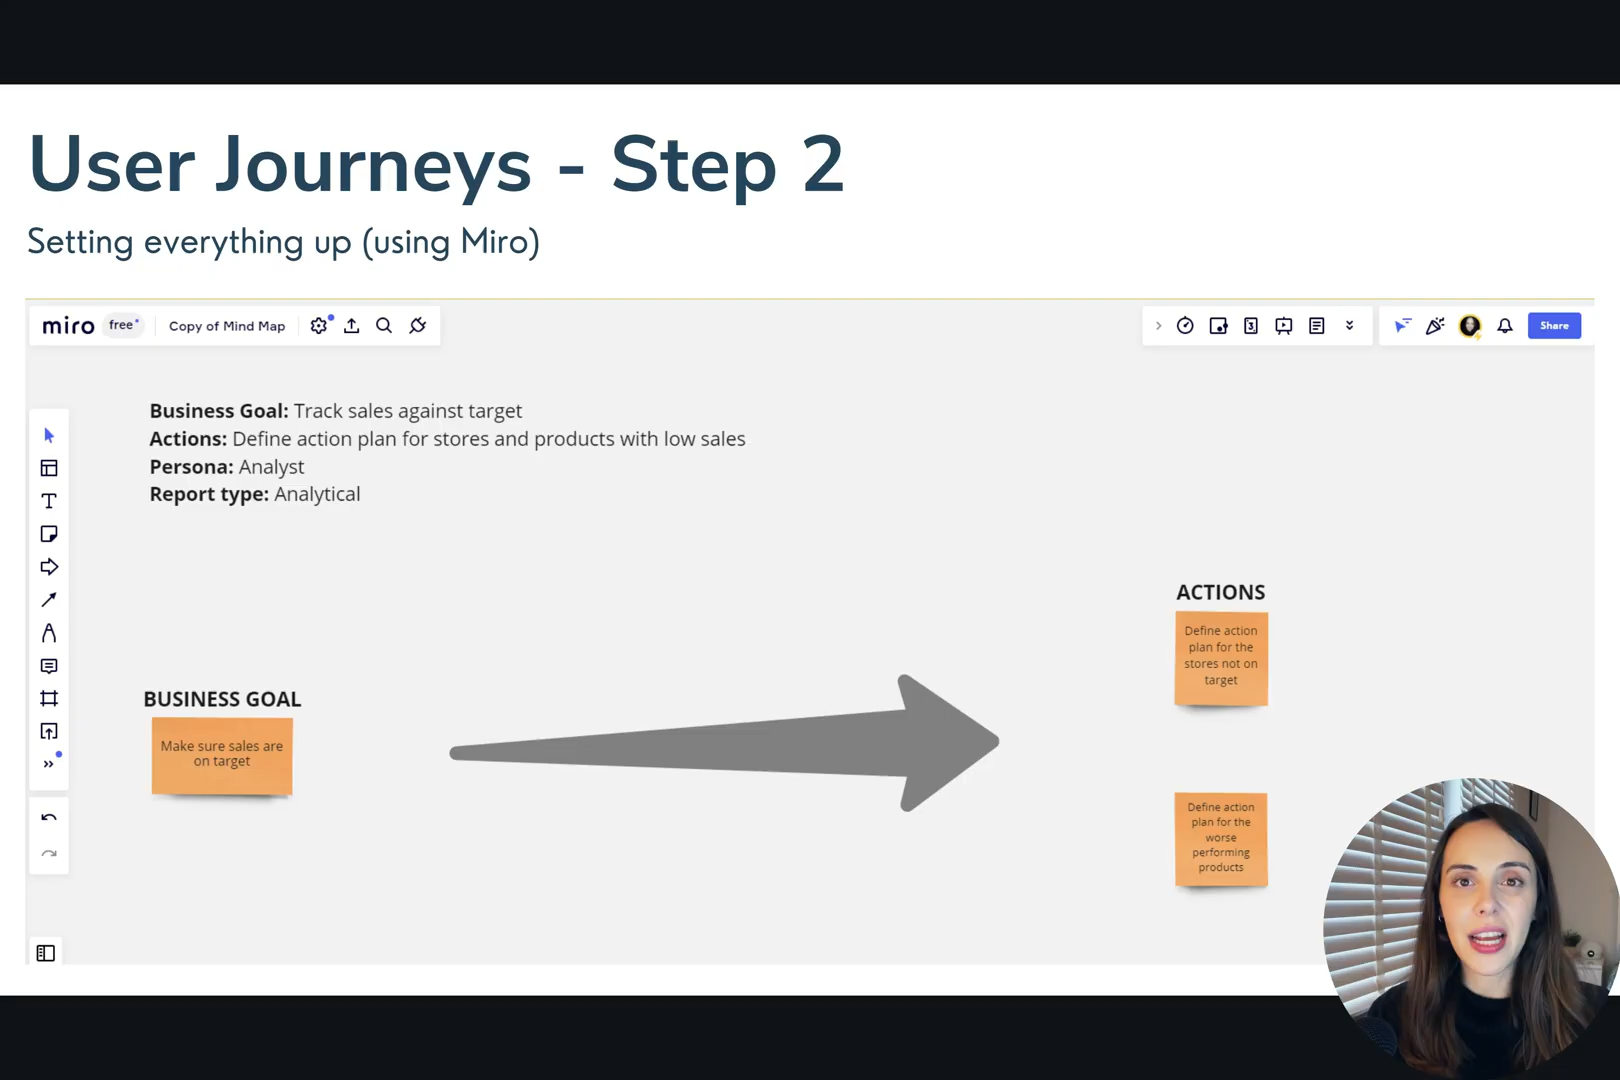 User Journeys - Step 2
Setting everything up (using Miro)
miro free Copy of Mind Map
Share
Business Goal: Track sales against target
Actions: Define action plan for stores and products with low sales
Persona: Analyst
Report type: Analytical
ACTIONS
Define action
plan for the
stores not on
target
BUSINESS GOAL
Make sure sales are
on target
Define action
plan for the
worse
performing
products